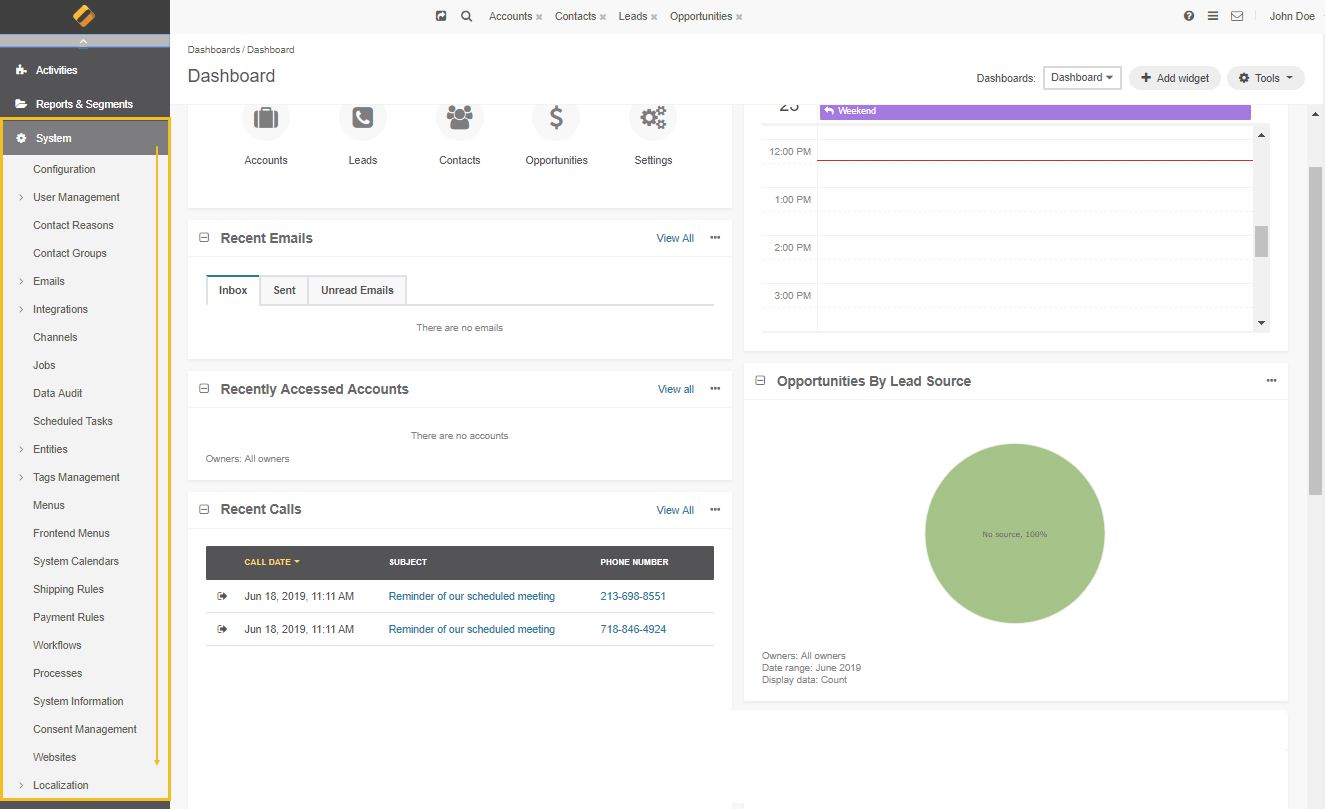 Accounts ×
Contacts ×
Leads ×
Opportunities ×
John Doe
Activities
Reports & Segments
System
Configuration
User Management
Contact Reasons
Contact Groups
Emails
Integrations
Channels
Jobs
Data Audit
Scheduled Tasks
Entities
Tags Management
Menus
Frontend Menus
System Calendars
Shipping Rules
Payment Rules
Workflows
Processes
System Information
Consent Management
Websites
Localization
Dashboards / Dashboard
Dashboard
Dashboards:
Dashboard
Add widget
Tools
Accounts
Leads
Contacts
Opportunities
Settings
Recent Emails
View All
Inbox
Sent
Unread Emails
There are no emails
Recently Accessed Accounts
View all
There are no accounts
Owners: All owners
Recent Calls
View All
CALL DATE SUBJECT PHONE NUMBER
Jun 18, 2019, 11:11 AM Reminder of our scheduled meeting 213-698-8551
Jun 18, 2019, 11:11 AM Reminder of our scheduled meeting 718-846-4924
Weekend
12:00 PM
1:00 PM
2:00 PM
3:00 PM
Opportunities By Lead Source
No source, 100%
Owners: All owners
Date range: June 2019
Display data: Count